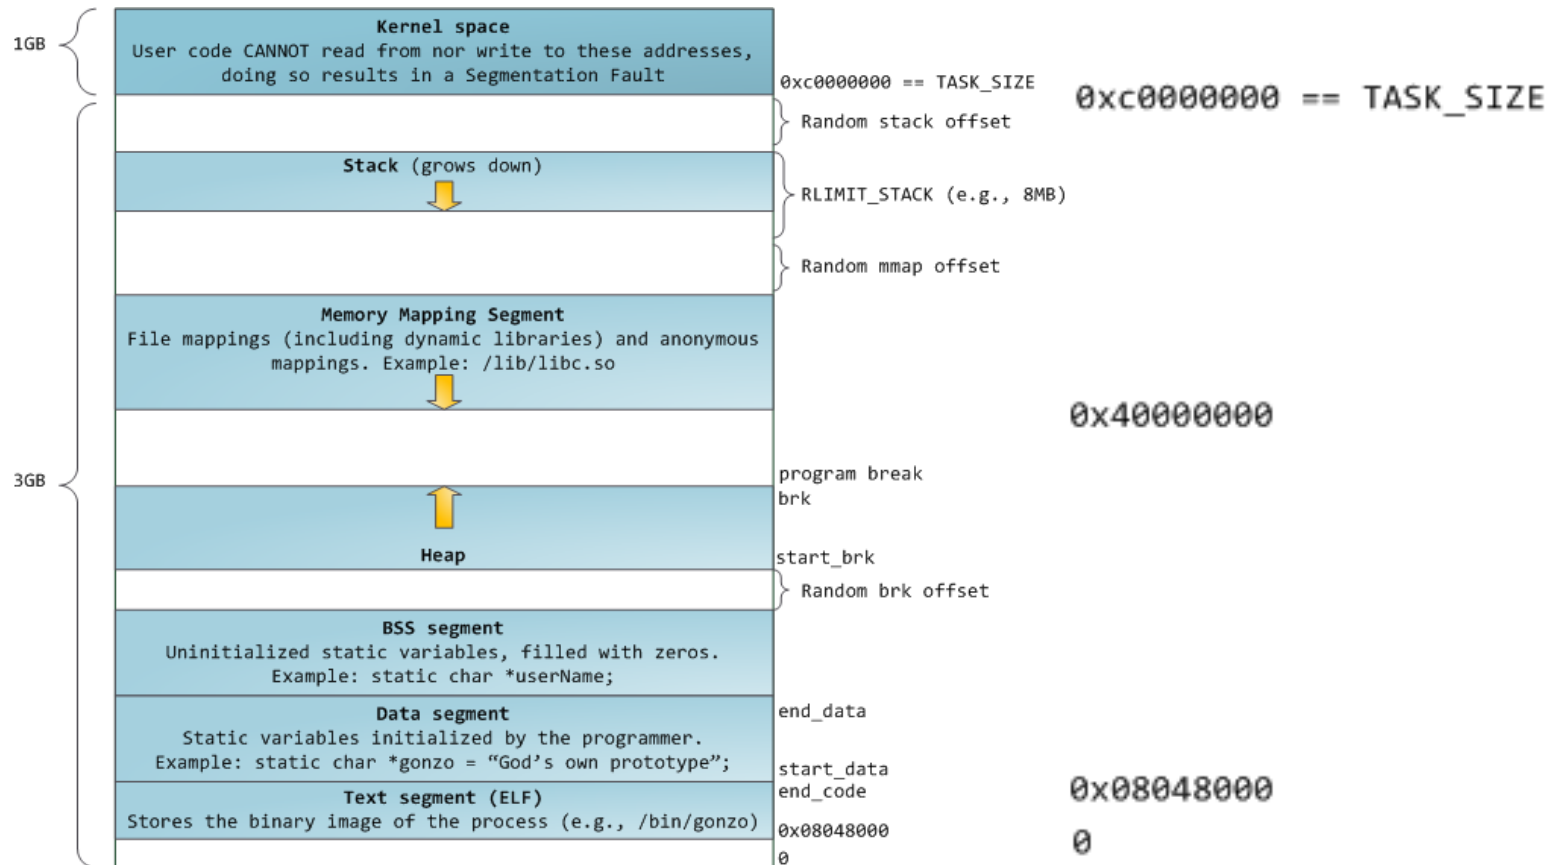 1GB
Kernel space
User code CANNOT read from nor write to these addresses,
doing so results in a Segmentation Fault
0xc0000000 == TASK_SIZE
0xc0000000 == TASK_SIZE
Random stack offset
Stack (grows down)
RLIMIT_STACK (e.g., 8MB)
Random mmap offset
Memory Mapping Segment
File mappings (including dynamic libraries) and anonymous
mappings. Example: /lib/libc.so
0x40000000
3GB
program break
brk
Heap
start_brk
Random brk offset
BSS segment
Uninitialized static variables, filled with zeros.
Example: static char *userName;
Data segment
Static variables initialized by the programmer.
Example: static char *gonzo = “God’s own prototype”;
end_data
start_data
Text segment (ELF)
Stores the binary image of the process (e.g., /bin/gonzo)
end_code
0x08048000
0x08048000
0
0